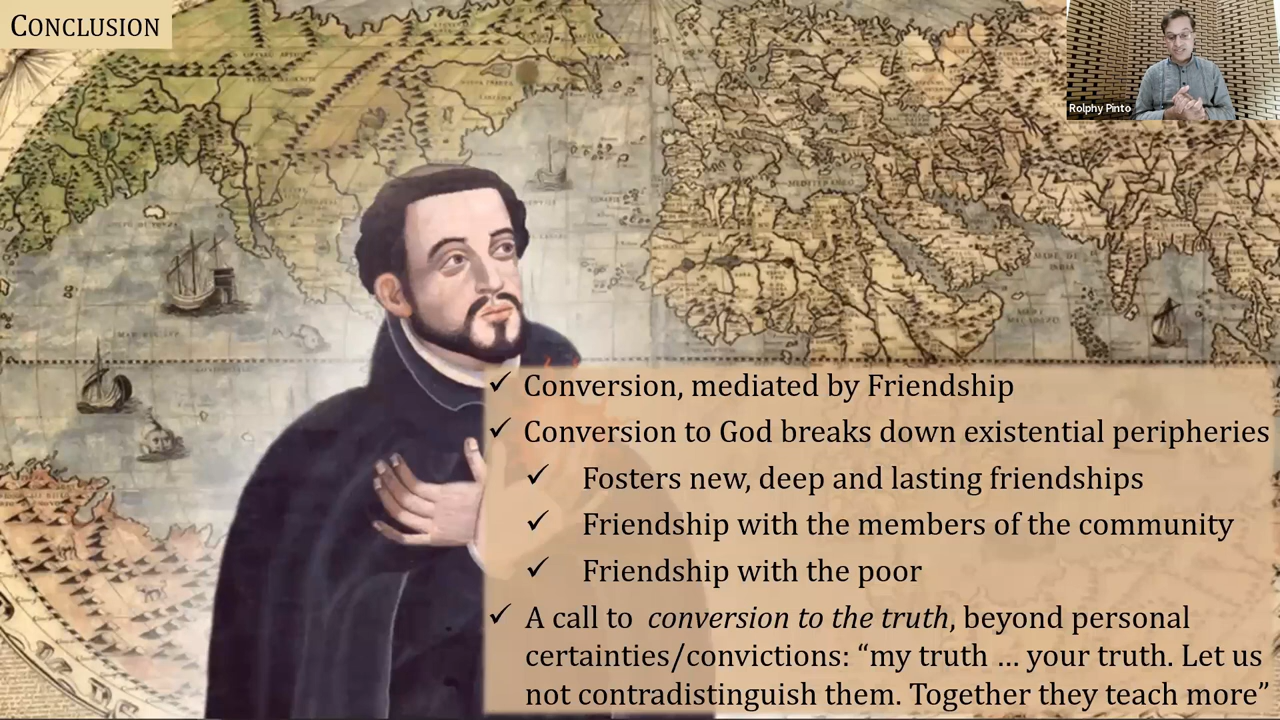 CONCLUSION
Rolphy Pinto
MEDITERRANEO
✓ Conversion, mediated by Friendship
✓ Conversion to God breaks down existential peripheries
✓ Fosters new, deep and lasting friendships
✓ Friendship with the members of the community
✓ Friendship with the poor
✓ A call to conversion to the truth, beyond personal
certainties/convictions: “my truth … your truth. Let us
not contradistinguish them. Together they teach more”